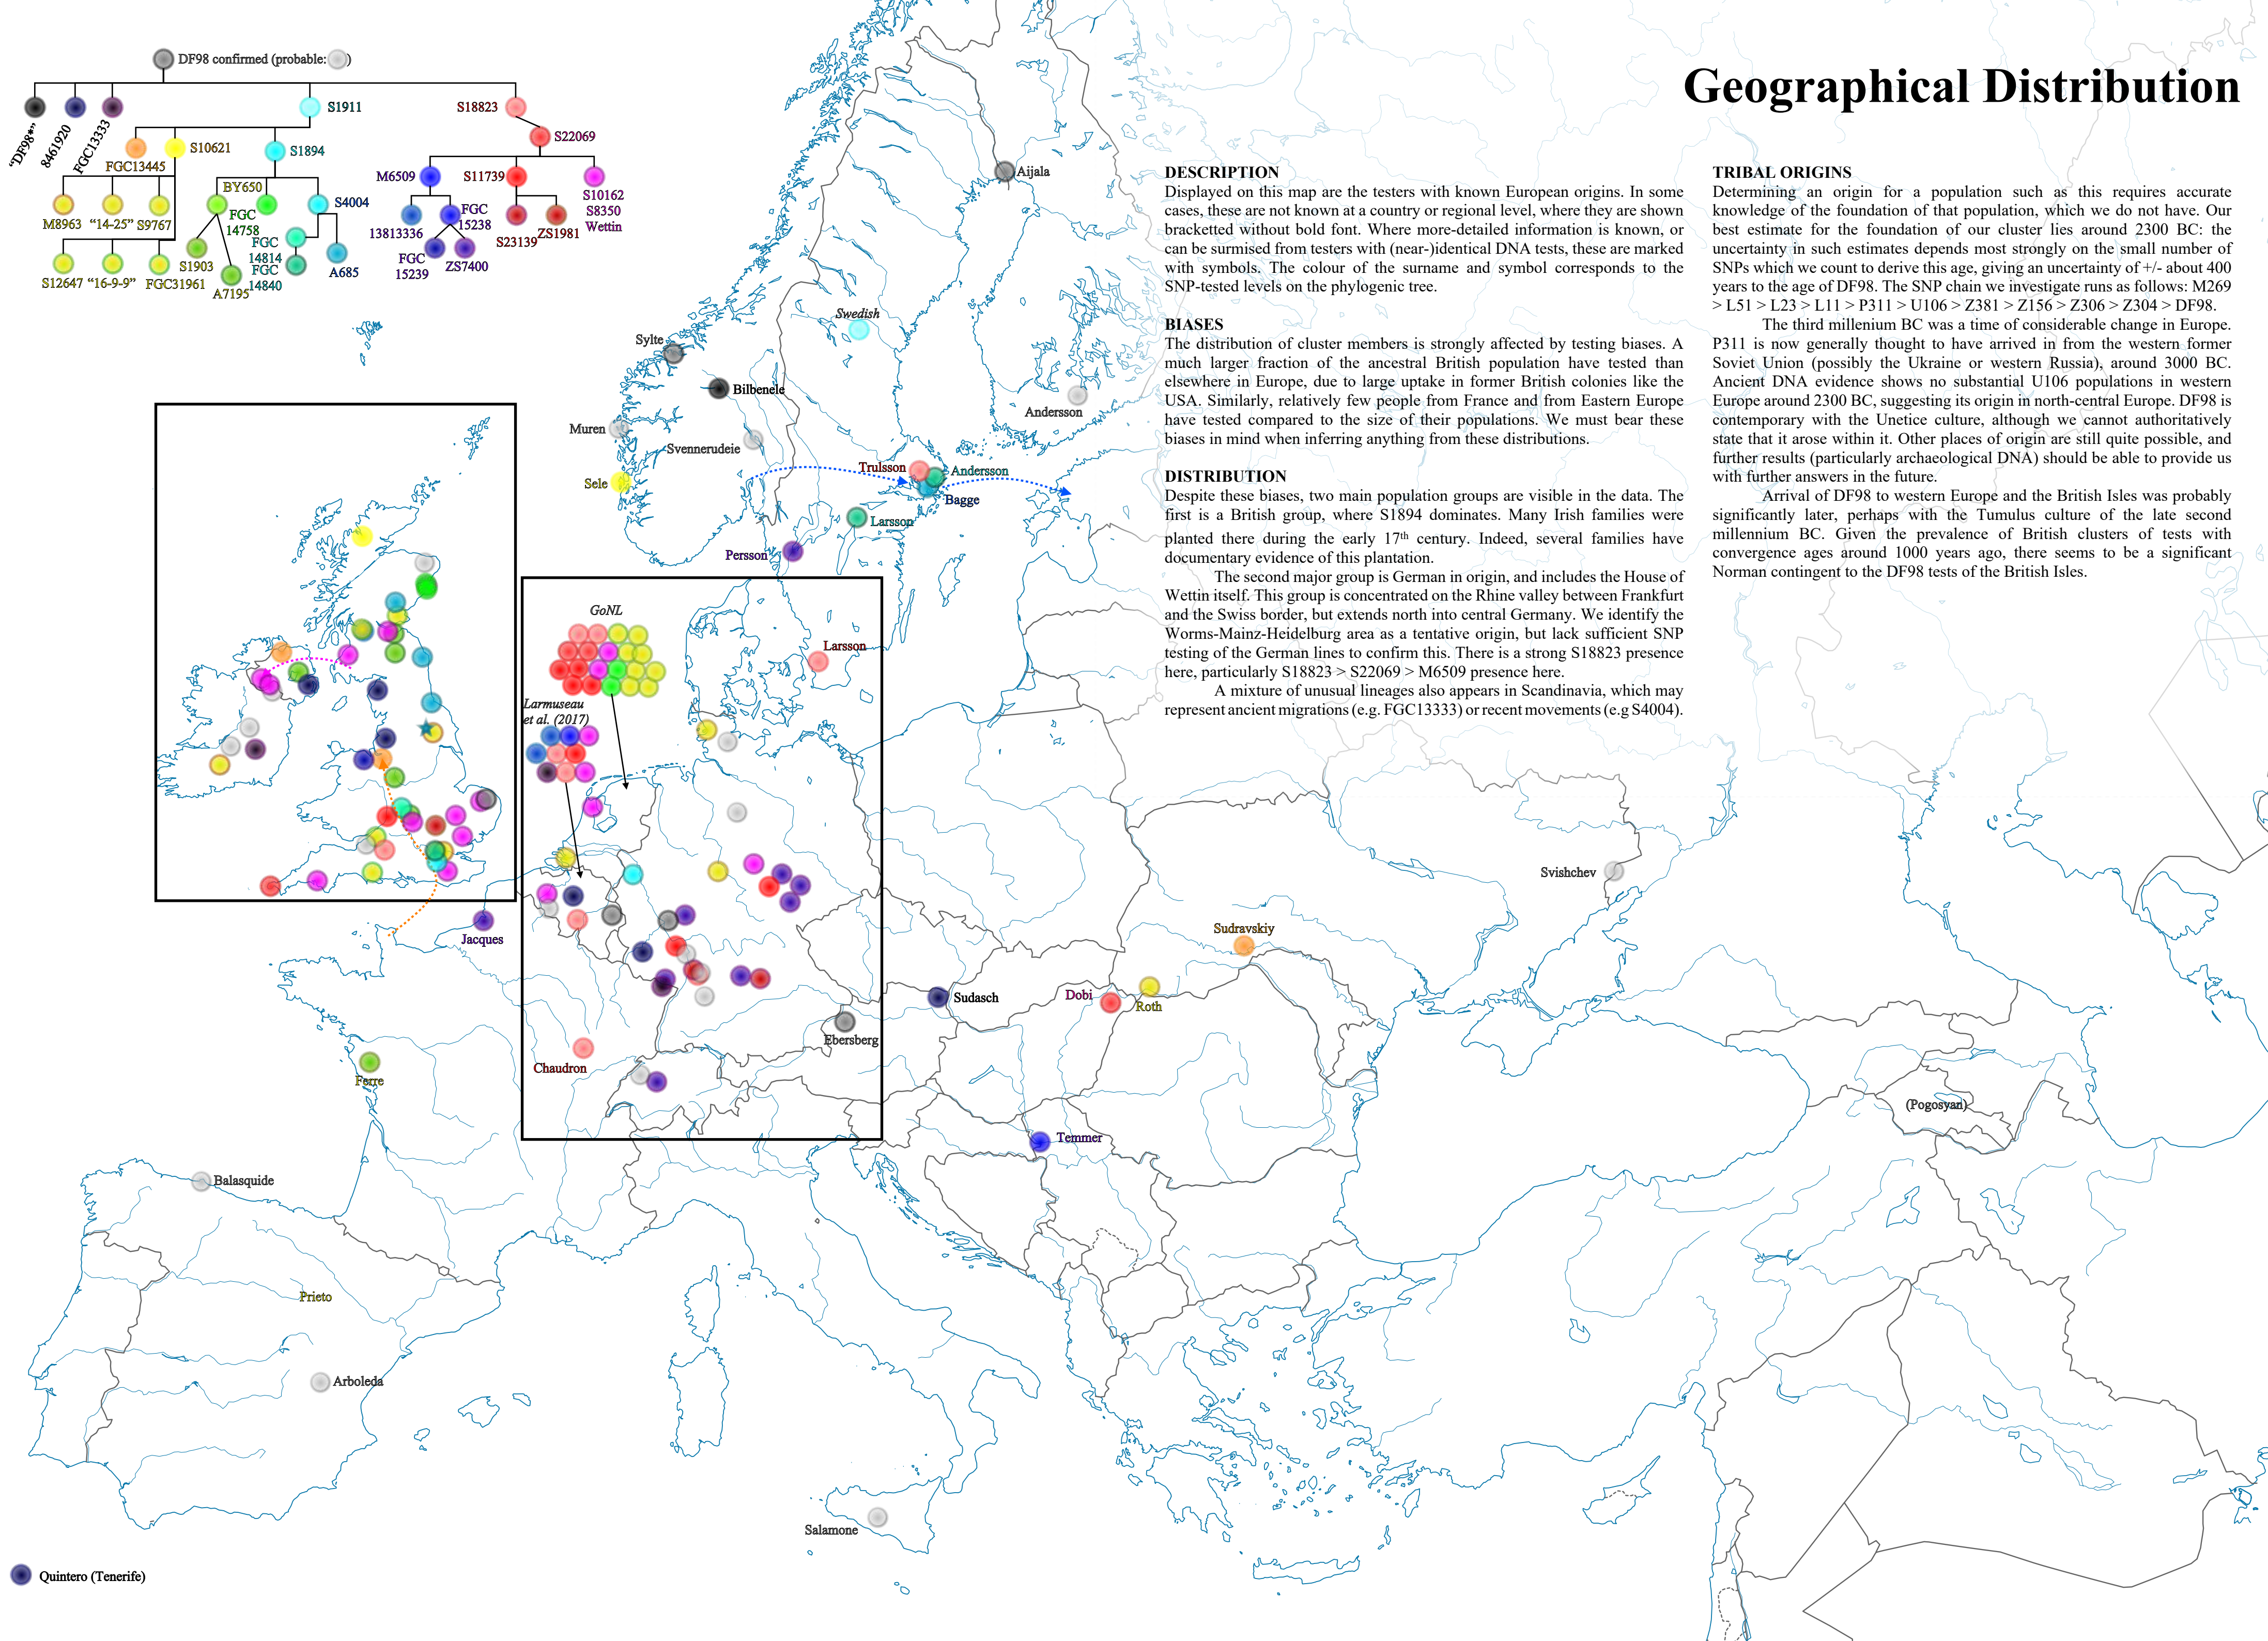 Geographical Distribution
DF98 confirmed (probable: )
"DF98*"
8461920
FGC13333
S1911
S18823
FGC13445
S10621
S1894
S22069
M6509
S11739
S10162
S8350
Wettin
M8963
"14-25"
S9767
BY650
FGC
14758
S4004
13813336
FGC
15238
S23139
ZS1981
S12647
"16-9-9"
FGC31961
S1903
A7195
FGC
14814
FGC
14840
A685
FGC
15239
ZS7400
DESCRIPTION
Displayed on this map are the testers with known European origins. In some
cases, these are not known at a country or regional level, where they are shown
bracketted without bold font. Where more-detailed information is known, or
can be surmised from testers with (near-)identical DNA tests, these are marked
with symbols. The colour of the surname and symbol corresponds to the
SNP-tested levels on the phylogenic tree.
BIASES
The distribution of cluster members is strongly affected by testing biases. A
much larger fraction of the ancestral British population have tested than
elsewhere in Europe, due to large uptake in former British colonies like the
USA. Similarly, relatively few people from France and from Eastern Europe
have tested compared to the size of their populations. We must bear these
biases in mind when inferring anything from these distributions.
DISTRIBUTION
Despite these biases, two main population groups are visible in the data. The
first is a British group, where S1894 dominates. Many Irish families were
planted there during the early 17th century. Indeed, several families have
documentary evidence of this plantation.
The second major group is German in origin, and includes the House of
Wettin itself. This group is concentrated on the Rhine valley between Frankfurt
and the Swiss border, but extends north into central Germany. We identify the
Worms-Mainz-Heidelburg area as a tentative origin, but lack sufficient SNP
testing of the German lines to confirm this. There is a strong S18823 presence
here, particularly S18823 > S22069 > M6509 presence here.
A mixture of unusual lineages also appears in Scandinavia, which may
represent ancient migrations (e.g. FGC13333) or recent movements (e.g S4004).
TRIBAL ORIGINS
Determining an origin for a population such as this requires accurate
knowledge of the foundation of that population, which we do not have. Our
best estimate for the foundation of our cluster lies around 2300 BC: the
uncertainty in such estimates depends most strongly on the small number of
SNPs which we count to derive this age, giving an uncertainty of +/- about 400
years to the age of DF98. The SNP chain we investigate runs as follows: M269
> L51 > L23 > L11 > P311 > U106 > Z381 > Z156 > Z306 > Z304 > DF98.
The third millenium BC was a time of considerable change in Europe.
P311 is now generally thought to have arrived in from the western former
Soviet Union (possibly the Ukraine or western Russia), around 3000 BC.
Ancient DNA evidence shows no substantial U106 populations in western
Europe around 2300 BC, suggesting its origin in north-central Europe. DF98 is
contemporary with the Unetice culture, although we cannot authoritatively
state that it arose within it. Other places of origin are still quite possible, and
further results (particularly archaeological DNA) should be able to provide us
with further answers in the future.
Arrival of DF98 to western Europe and the British Isles was probably
significantly later, perhaps with the Tumulus culture of the late second
millennium BC. Given the prevalence of British clusters of tests with
convergence ages around 1000 years ago, there seems to be a significant
Norman contingent to the DF98 tests of the British Isles.
Aijala
Swedish
Sylte
Bilbenele
Andersson
Muren
Svennerudeie
Trulsson
Andersson
Sele
Bagge
Larsson
Persson
GoNL
Larsson
Larmuseau
et al. (2017)
Svishchev
Jacques
Sudravskiy
Sudasch
Dobi
Roth
Ebersberg
Chaudron
Ferre
(Pogosyan)
Temmer
Balasquide
Prieto
Arboleda
Salamone
Quintero (Tenerife)